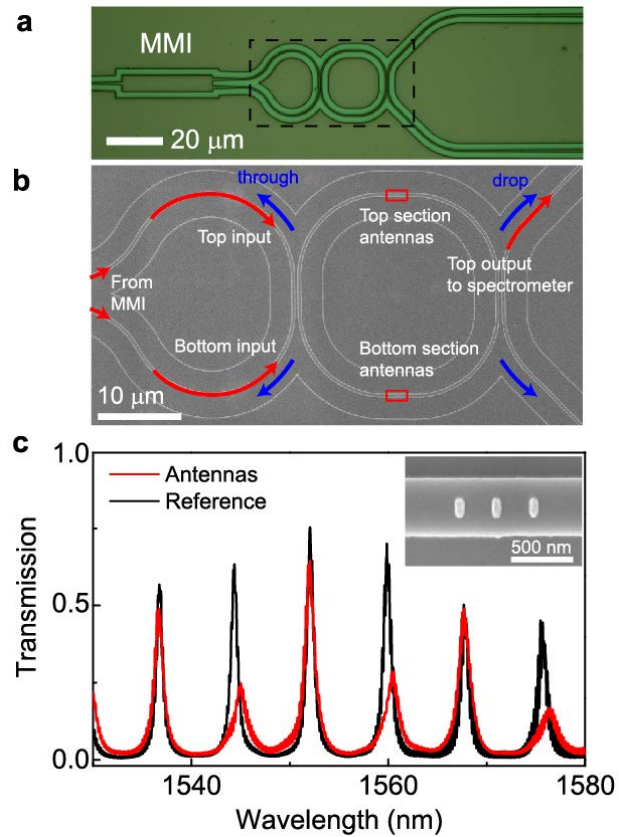 a
MMI
20 μm
b
through
drop
Top input
Top section
antennas
From
MMI
Top output
to spectrometer
Bottom input
Bottom section
antennas
10 μm
c
1.0
Antennas
Reference
500 nm
Transmission
0.5
0.0
1540
1560
1580
Wavelength (nm)